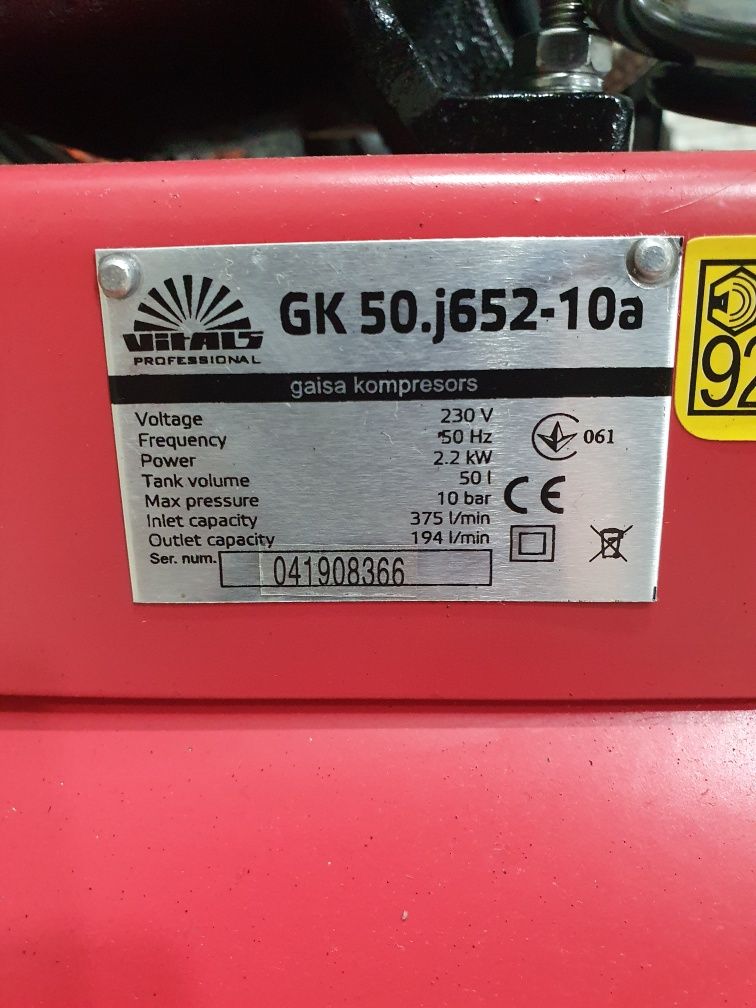 Vitals
PROFESSIONAL
GK 50.j652-10a
gaisa kompresors
Voltage 230 V
Frequency 50 Hz
Power 2.2 kW
Tank volume 50 l
Max pressure 10 bar
Inlet capacity 375 l/min
Outlet capacity 194 l/min
Ser. num. 041908366
061
CE
92